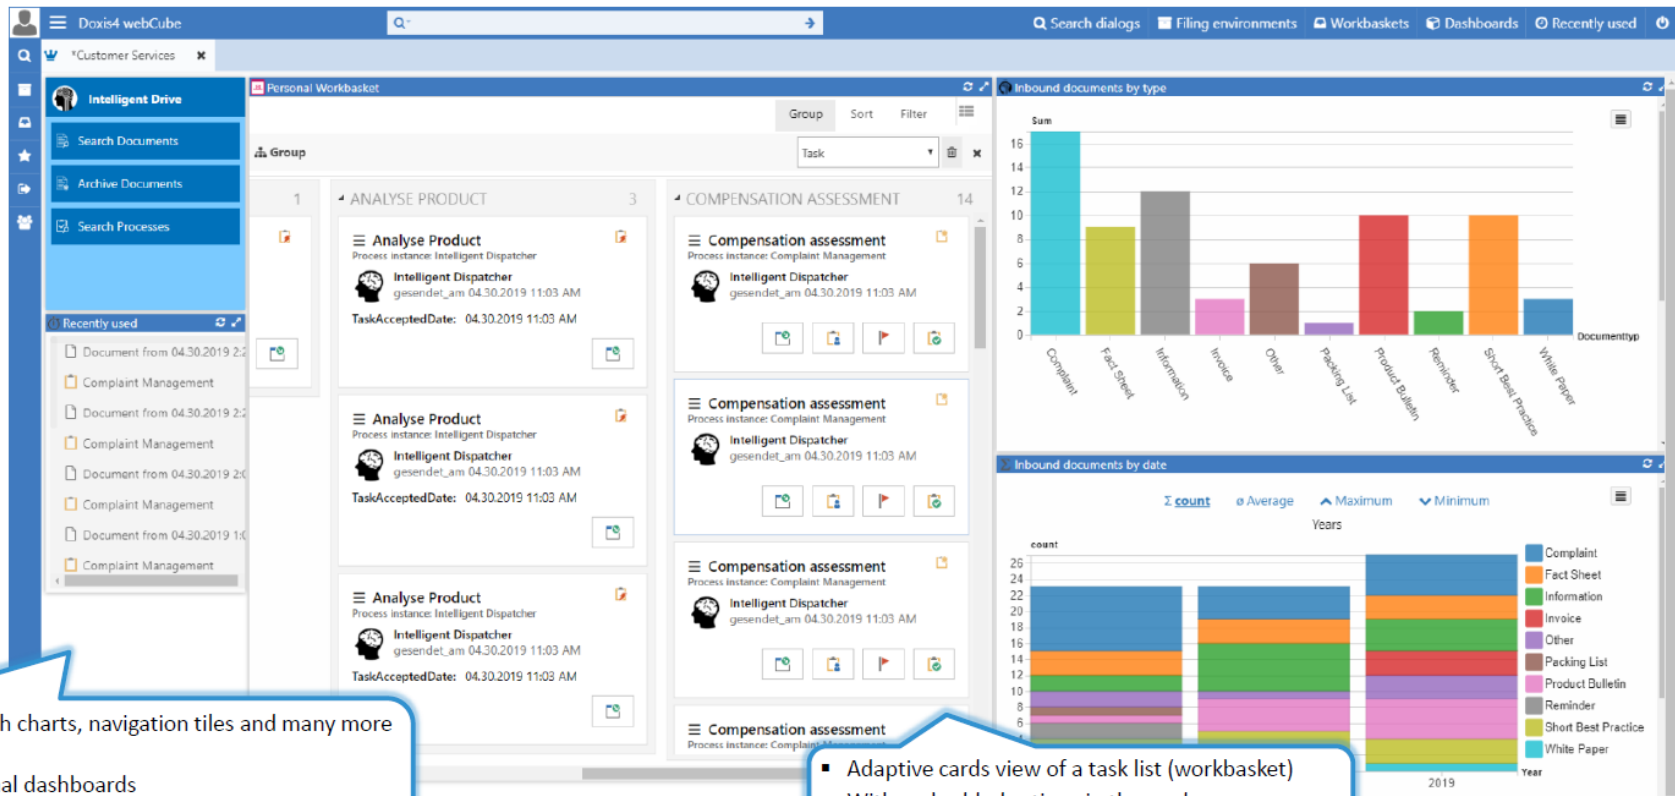 Doxis4 webCube
Search dialogs
Filing environments
Workbaskets
Dashboards
Recently used
*Customer Services
Intelligent Drive
Search Documents
Archive Documents
Search Processes
Recently used
Document from 04.30.2019 2:2
Complaint Management
Document from 04.30.2019 2:2
Complaint Management
Document from 04.30.2019 2:0
Complaint Management
Document from 04.30.2019 1:0
Complaint Management
Personal Workbasket
Group Sort Filter
Group
Task
1
ANALYSE PRODUCT 3
Analyse Product
Process instance: Intelligent Dispatcher
Intelligent Dispatcher
gesendet_am 04.30.2019 11:03 AM
TaskAcceptedDate: 04.30.2019 11:03 AM
Analyse Product
Process instance: Intelligent Dispatcher
Intelligent Dispatcher
gesendet_am 04.30.2019 11:03 AM
TaskAcceptedDate: 04.30.2019 11:03 AM
Analyse Product
Process instance: Intelligent Dispatcher
Intelligent Dispatcher
gesendet_am 04.30.2019 11:03 AM
TaskAcceptedDate: 04.30.2019 11:03 AM
COMPENSATION ASSESSMENT 14
Compensation assessment
Process instance: Complaint Management
Intelligent Dispatcher
gesendet_am 04.30.2019 11:03 AM
Compensation assessment
Process instance: Complaint Management
Intelligent Dispatcher
gesendet_am 04.30.2019 11:03 AM
Compensation assessment
Process instance: Complaint Management
Intelligent Dispatcher
gesendet_am 04.30.2019 11:03 AM
Compensation assessment
Process instance: Complaint
Inbound documents by type
Sum
16
14
12
10
8
6
4
2
0
Documenttyp
Complaint
Fact Sheet
Information
Invoice
Other
Packing List
Product Bulletin
Reminder
Short Best Practice
White Paper
Inbound documents by date
Σ count
ø Average
Maximum
Minimum
Years
count
26
24
22
20
18
16
14
12
10
8
6
2019
Year
Complaint
Fact Sheet
Information
Invoice
Other
Packing List
Product Bulletin
Reminder
Short Best Practice
White Paper
h charts, navigation tiles and many more
al dashboards
▪ Adaptive cards view of a task list (workbasket)